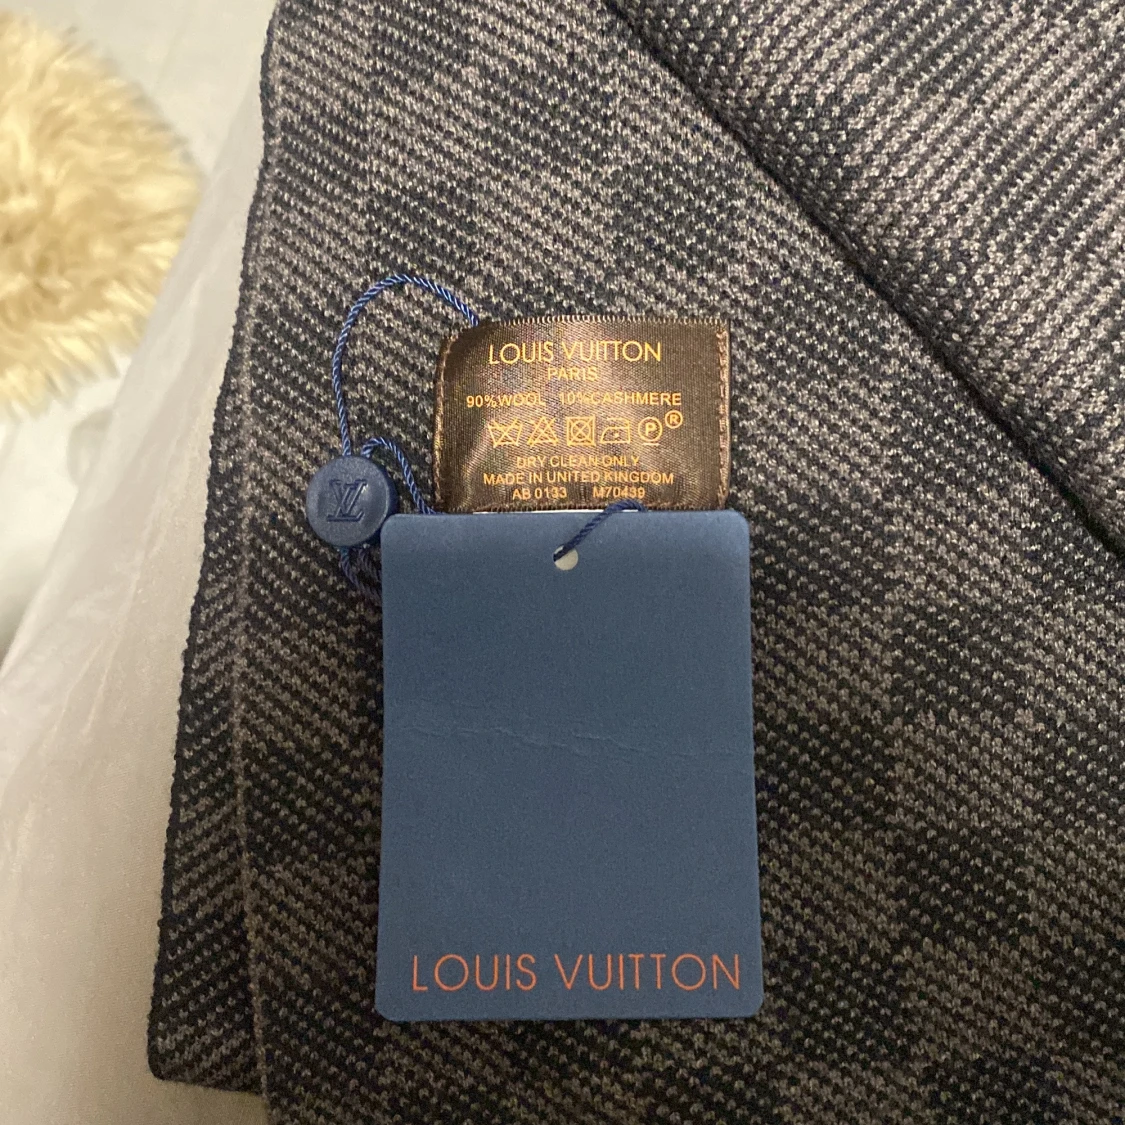 LOUIS VUITTON
PARIS
90%WOOL 10%CASHMERE
P®
DRY CLEAN ONLY
MADE IN UNITED KINGDOM
AB 0133 M70439
LV
LOUIS VUITTON